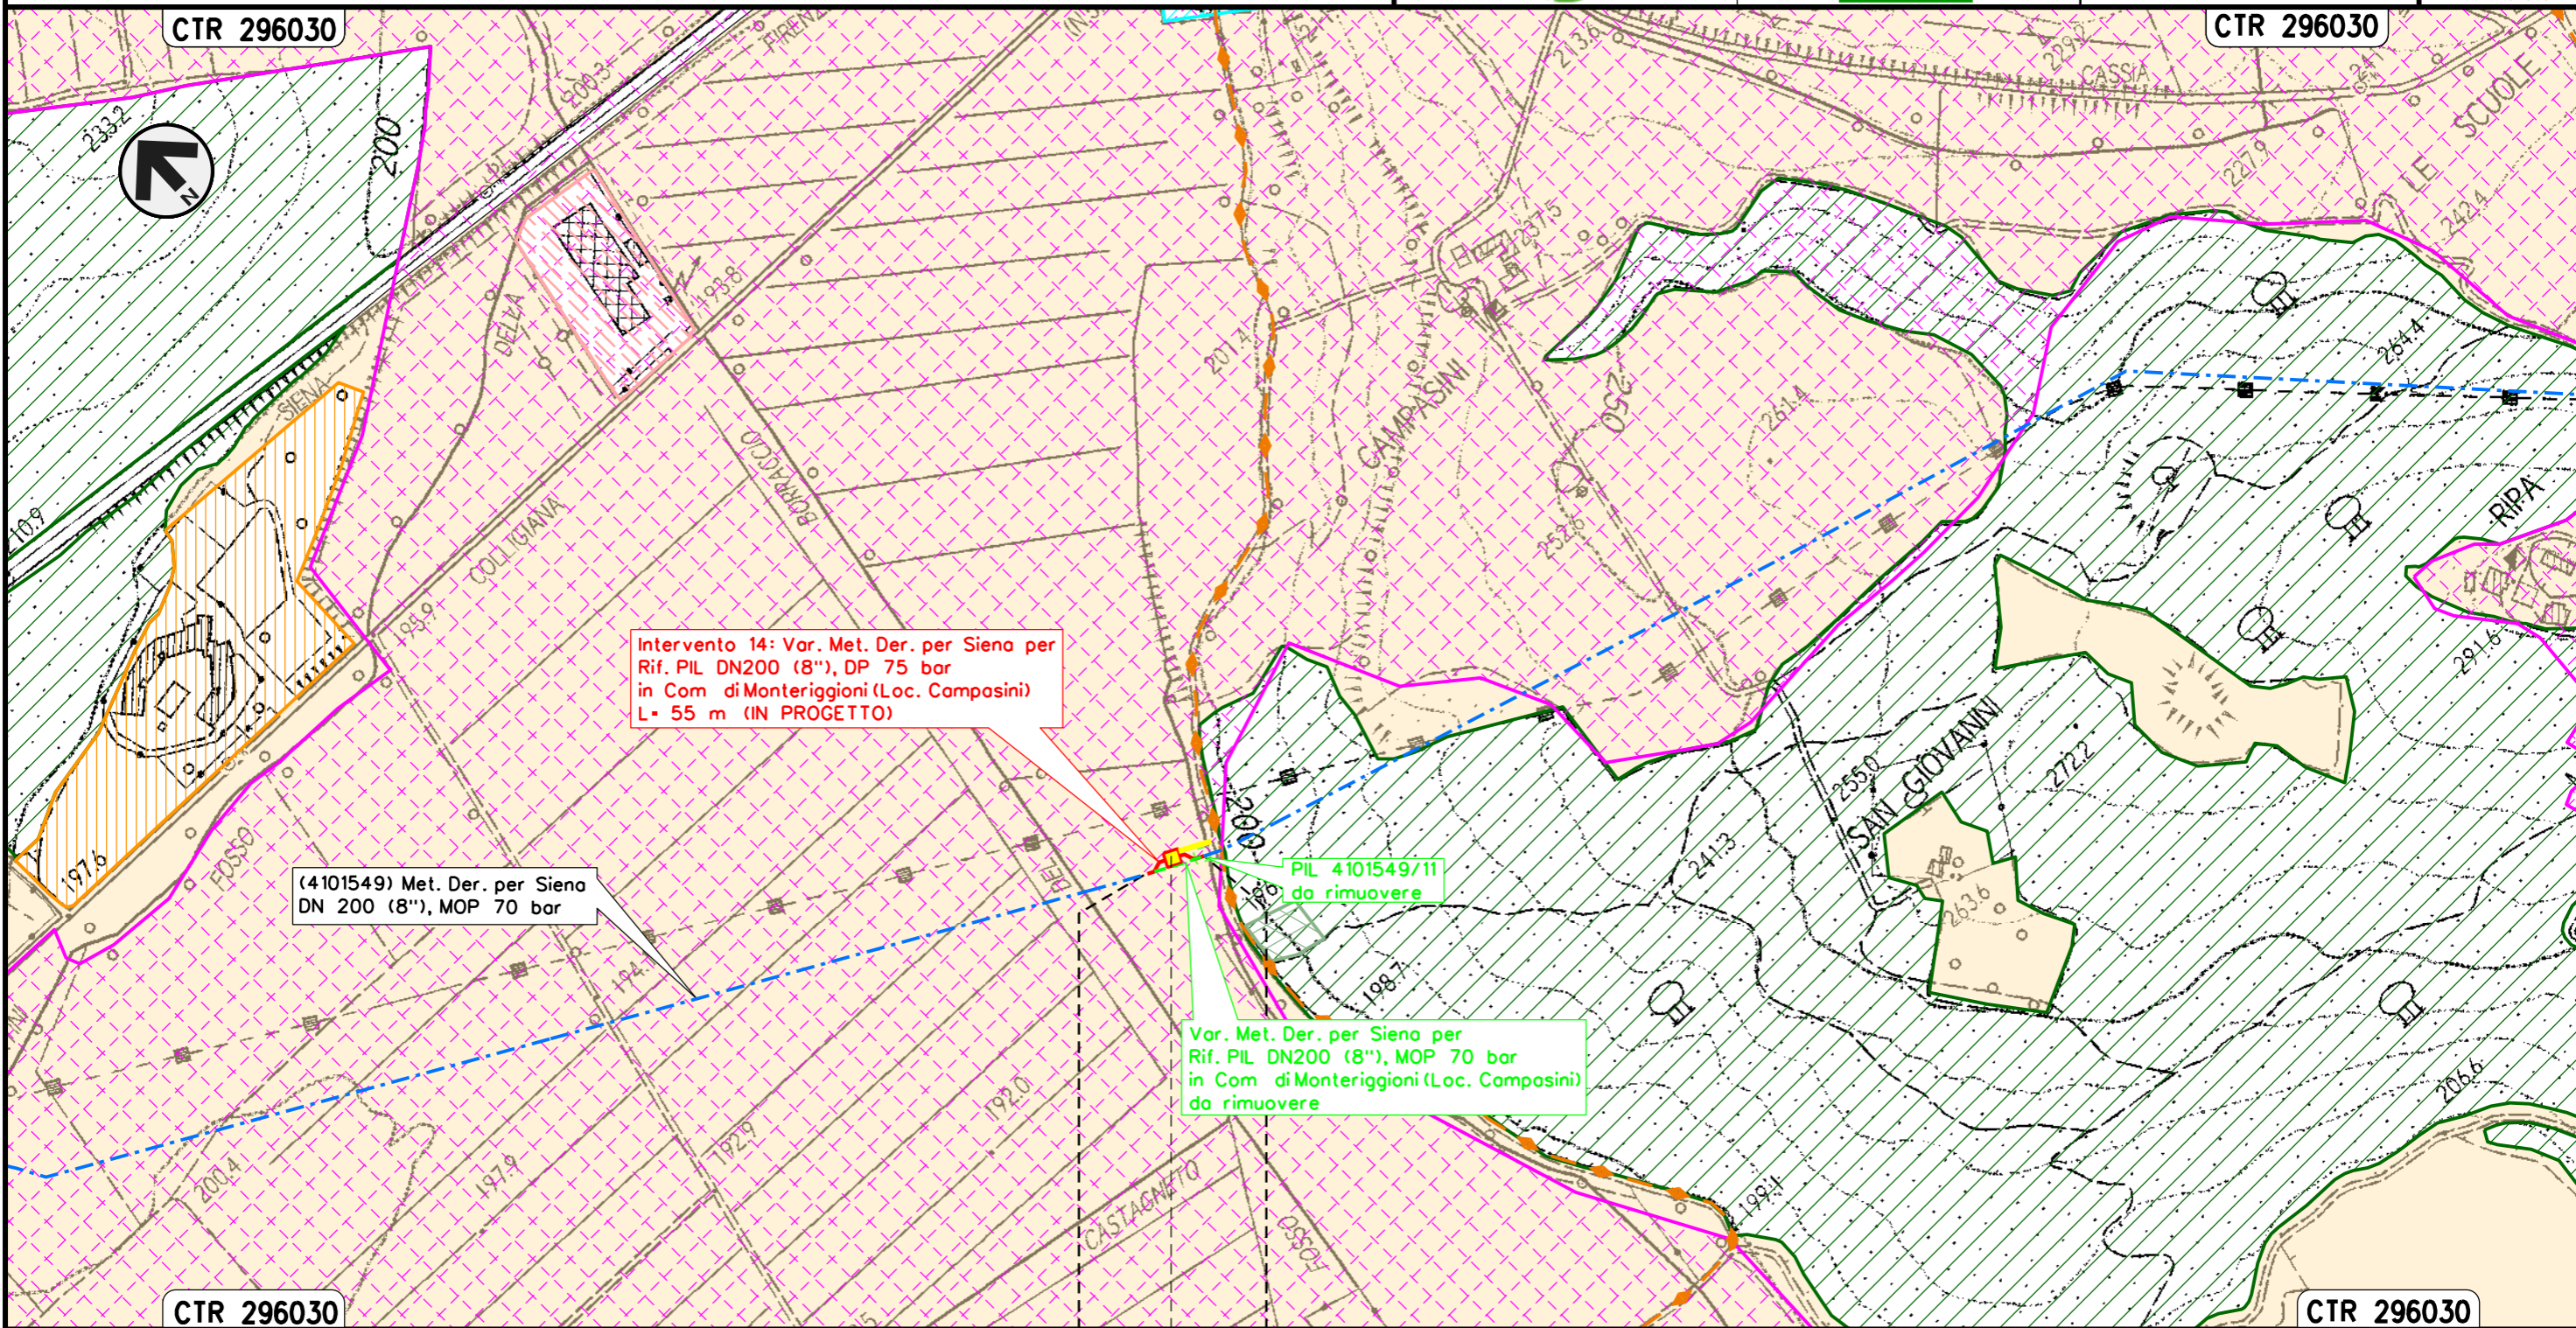 CTR 296030
CTR 296030
FIRENZ
200.3
213.6
229.2
CASSIA
SCUOLE
LE
233.2
200
N
227.9
242.4
237.5
193.8
DELLA
201.4
CAMPASINI
250
261.4
264.4
SIENA
BORRACCIO
210.9
COLLIGIANA
252.6
RIPA
195.9
291.6
Intervento 14: Var. Met. Der. per Siena per
Rif. PIL DN200 (8"), DP 75 bar
in Com di Monteriggioni (Loc. Campasini)
L= 55 m (IN PROGETTO)
SAN GIOVANNI
255.0
272.2
200
241.3
197.6
FOSSO
DEL
(4101549) Met. Der. per Siena
DN 200 (8"), MOP 70 bar
PIL 4101549/11
da rimuovere
263.6
194.
198.7
Var. Met. Der. per Siena per
Rif. PIL DN200 (8"), MOP 70 bar
in Com di Monteriggioni (Loc. Campasini)
da rimuovere
192.0
206.6
192.9
197.9
200.4
CASTAGNETO
FOSSO
199.1
CTR 296030
CTR 296030